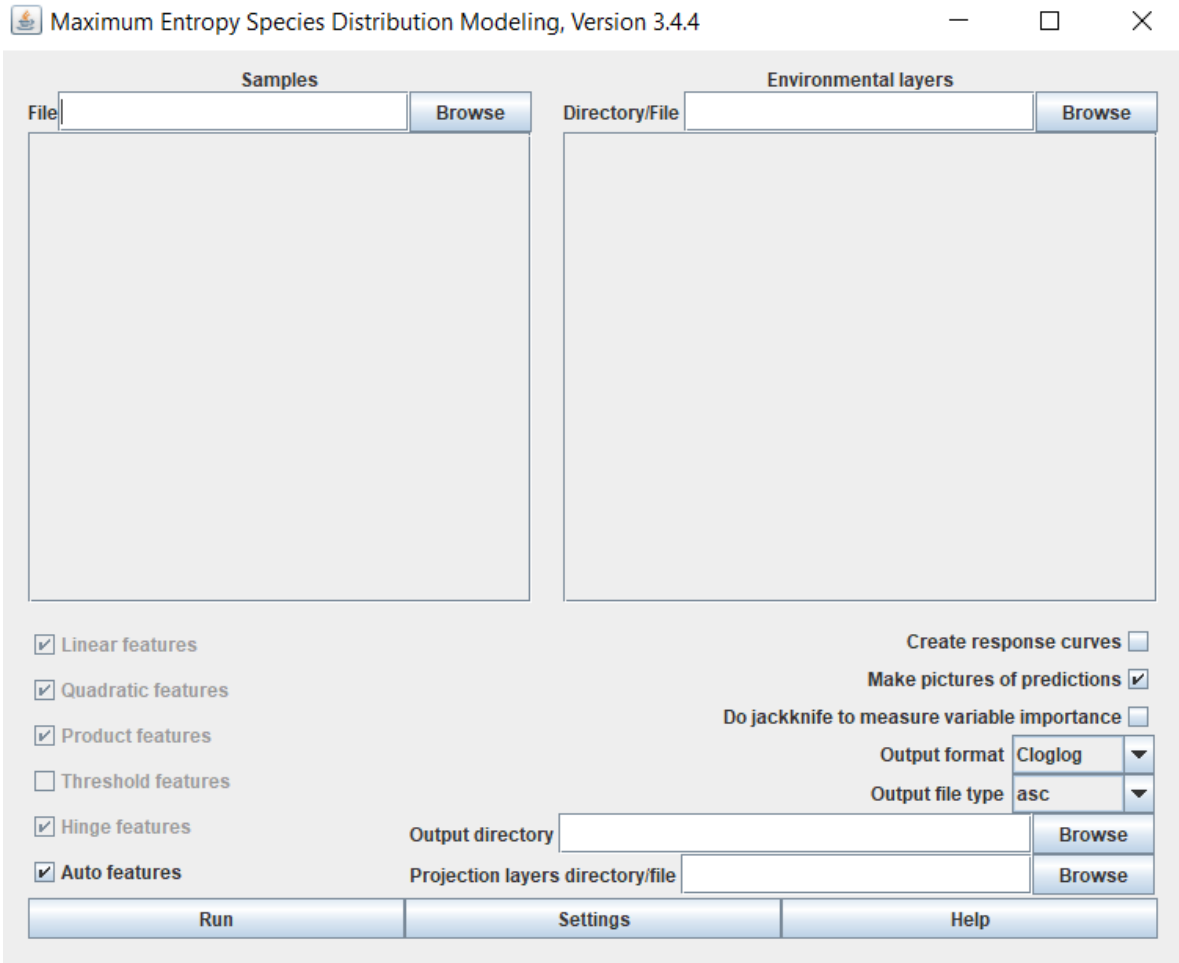 Maximum Entropy Species Distribution Modeling, Version 3.4.4
Samples
File Browse
Environmental layers
Directory/File Browse
Linear features
Quadratic features
Product features
Threshold features
Hinge features
Auto features
Create response curves
Make pictures of predictions
Do jackknife to measure variable importance
Output format Cloglog
Output file type asc
Output directory Browse
Projection layers directory/file Browse
Run Settings Help